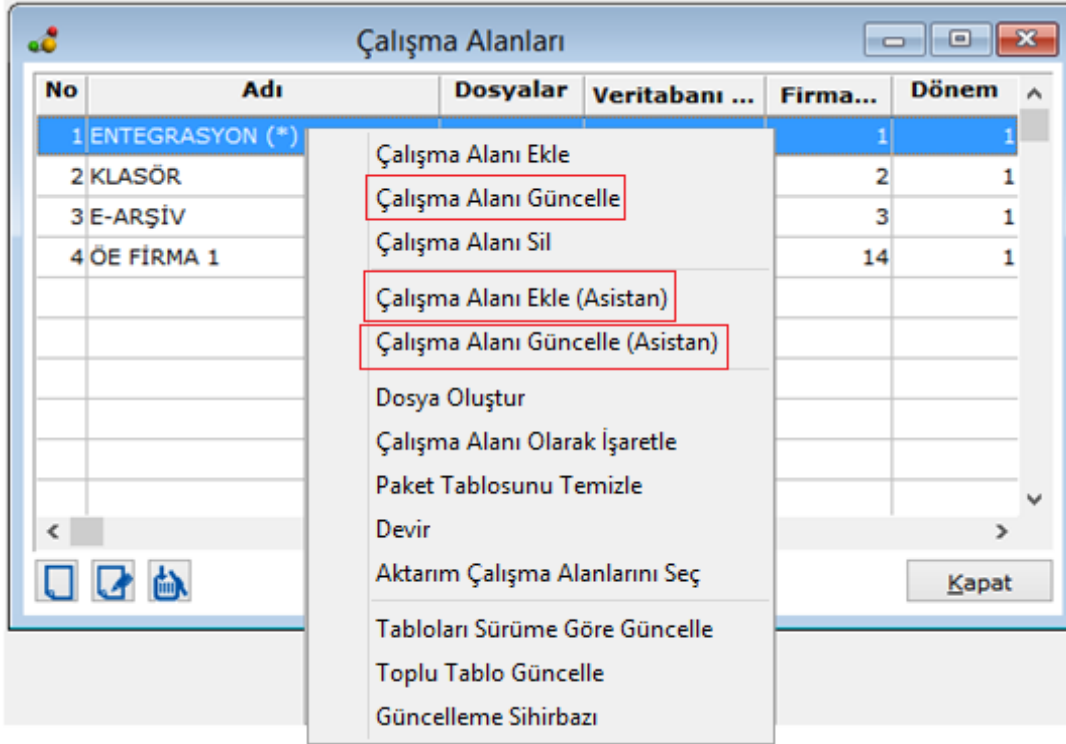 Çalışma Alanları
No Adı Dosyalar Veritabanı ... Firma... Dönem
1 ENTEGRASYON (*) 1 1
2 KLASÖR 2 1
3 E-ARŞİV 3 1
4 ÖE FİRMA 1 14 1
Çalışma Alanı Ekle
Çalışma Alanı Güncelle
Çalışma Alanı Sil
Çalışma Alanı Ekle (Asistan)
Çalışma Alanı Güncelle (Asistan)
Dosya Oluştur
Çalışma Alanı Olarak İşaretle
Paket Tablosunu Temizle
Devir
Aktarım Çalışma Alanlarını Seç
Tabloları Sürüme Göre Güncelle
Toplu Tablo Güncelle
Güncelleme Sihirbazı
Kapat